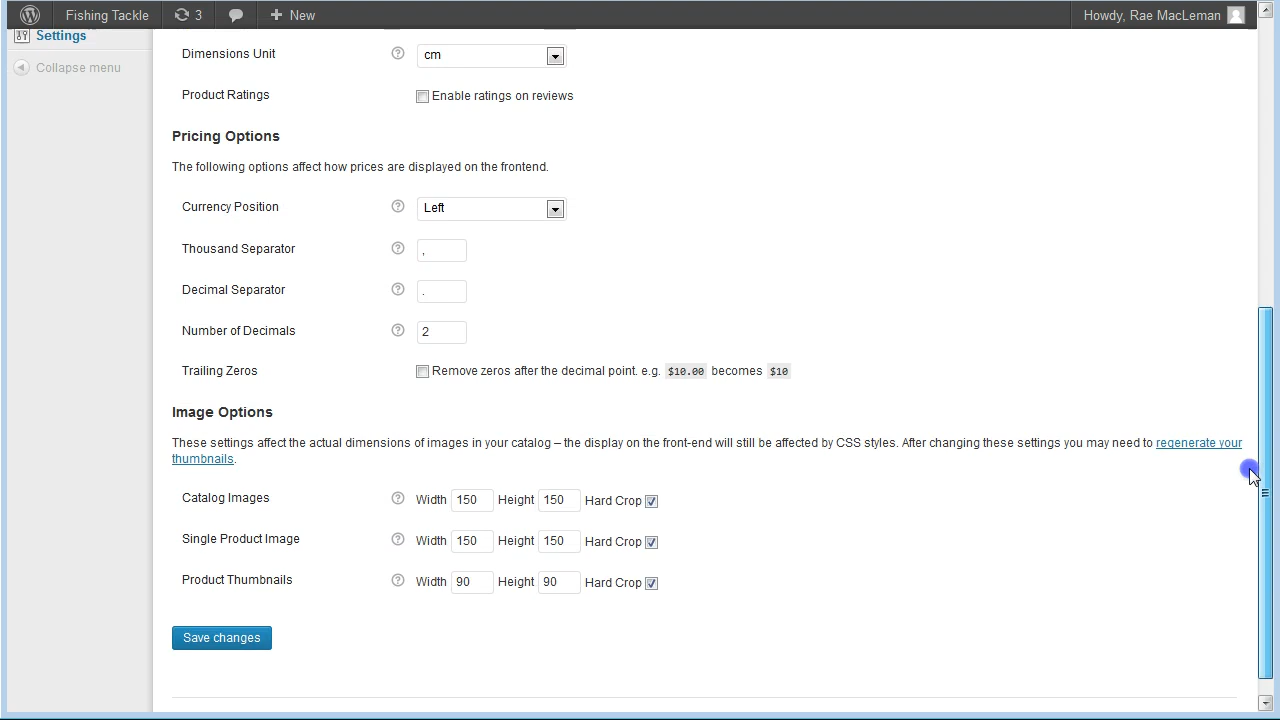 Fishing Tackle 3 + New Howdy, Rae MacLeman
Settings
Collapse menu
Dimensions Unit ? cm
Product Ratings Enable ratings on reviews
Pricing Options
The following options affect how prices are displayed on the frontend.
Currency Position ? Left
Thousand Separator ? ,
Decimal Separator ? .
Number of Decimals ? 2
Trailing Zeros Remove zeros after the decimal point. e.g. $10.00 becomes $10
Image Options
These settings affect the actual dimensions of images in your catalog – the display on the front-end will still be affected by CSS styles. After changing these settings you may need to regenerate your
thumbnails.
Catalog Images ? Width 150 Height 150 Hard Crop
Single Product Image ? Width 150 Height 150 Hard Crop
Product Thumbnails ? Width 90 Height 90 Hard Crop
Save changes